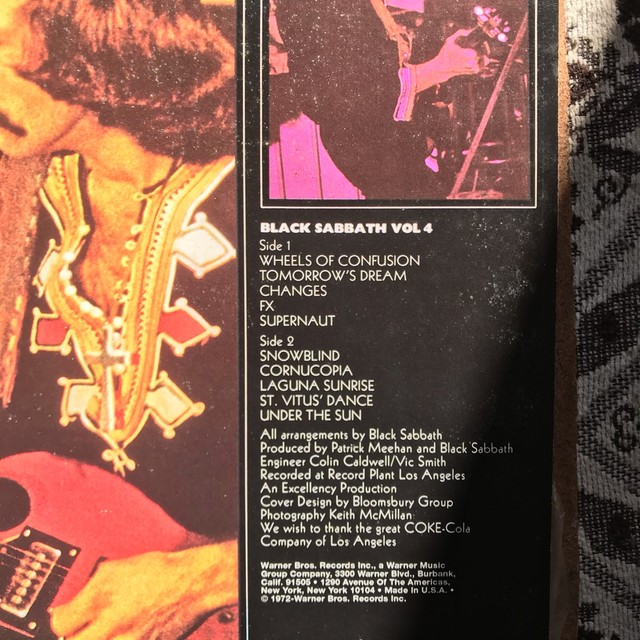 BLACK SABBATH VOL 4
Side 1
WHEELS OF CONFUSION
TOMORROW'S DREAM
CHANGES
FX
SUPERNAUT
Side 2
SNOWBLIND
CORNUCOPIA
LAGUNA SUNRISE
ST. VITUS' DANCE
UNDER THE SUN
All arrangements by Black Sabbath
Produced by Patrick Meehan and Black Sabbath
Engineer Colin Caldwell/Vic Smith
Recorded at Record Plant Los Angeles
An Excellency Production
Cover Design by Bloomsbury Group
Photography Keith McMillan
We wish to thank the great COKE-Cola
Company of Los Angeles
Warner Bros. Records Inc., a Warner Music
Group Company, 3300 Warner Blvd., Burbank,
Calif. 91505 • 1290 Avenue Of The Americas,
New York, New York 10104 • Made In U.S.A. •
© 1972-Warner Bros. Records Inc.